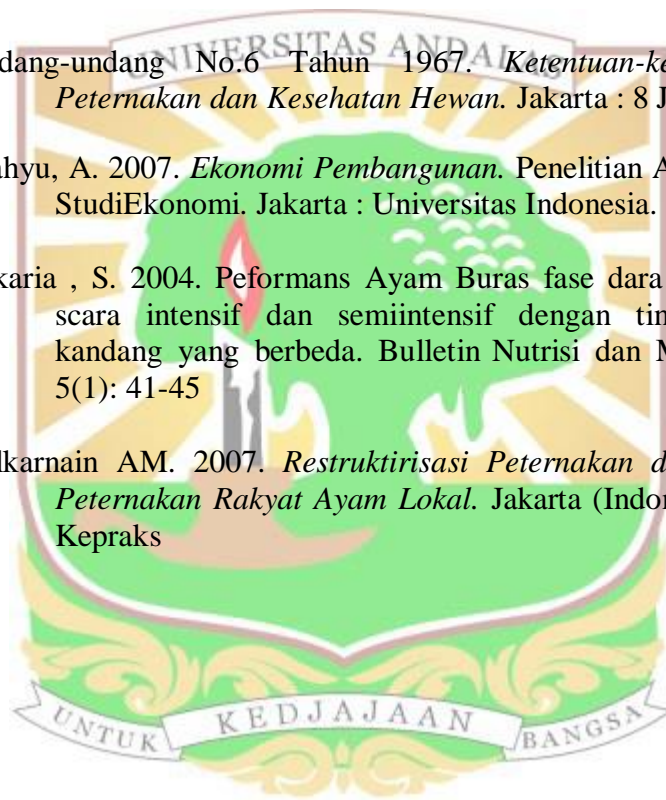 UNIVERSITAS ANDALAS
dang-undang No.6 Tahun 1967. Ketentuan-ke
Peternakan dan Kesehatan Hewan. Jakarta : 8 J
ahyu, A. 2007. Ekonomi Pembangunan. Penelitian A
StudiEkonomi. Jakarta : Universitas Indonesia.
karia , S. 2004. Peformans Ayam Buras fase dara
scara intensif dan semiintensif dengan tin
kandang yang berbeda. Bulletin Nutrisi dan M
5(1): 41-45
lkarnain AM. 2007. Restruktirisasi Peternakan d
Peternakan Rakyat Ayam Lokal. Jakarta (Indon
Kepraks
UNTUK KEDJAJAAN BANGSA